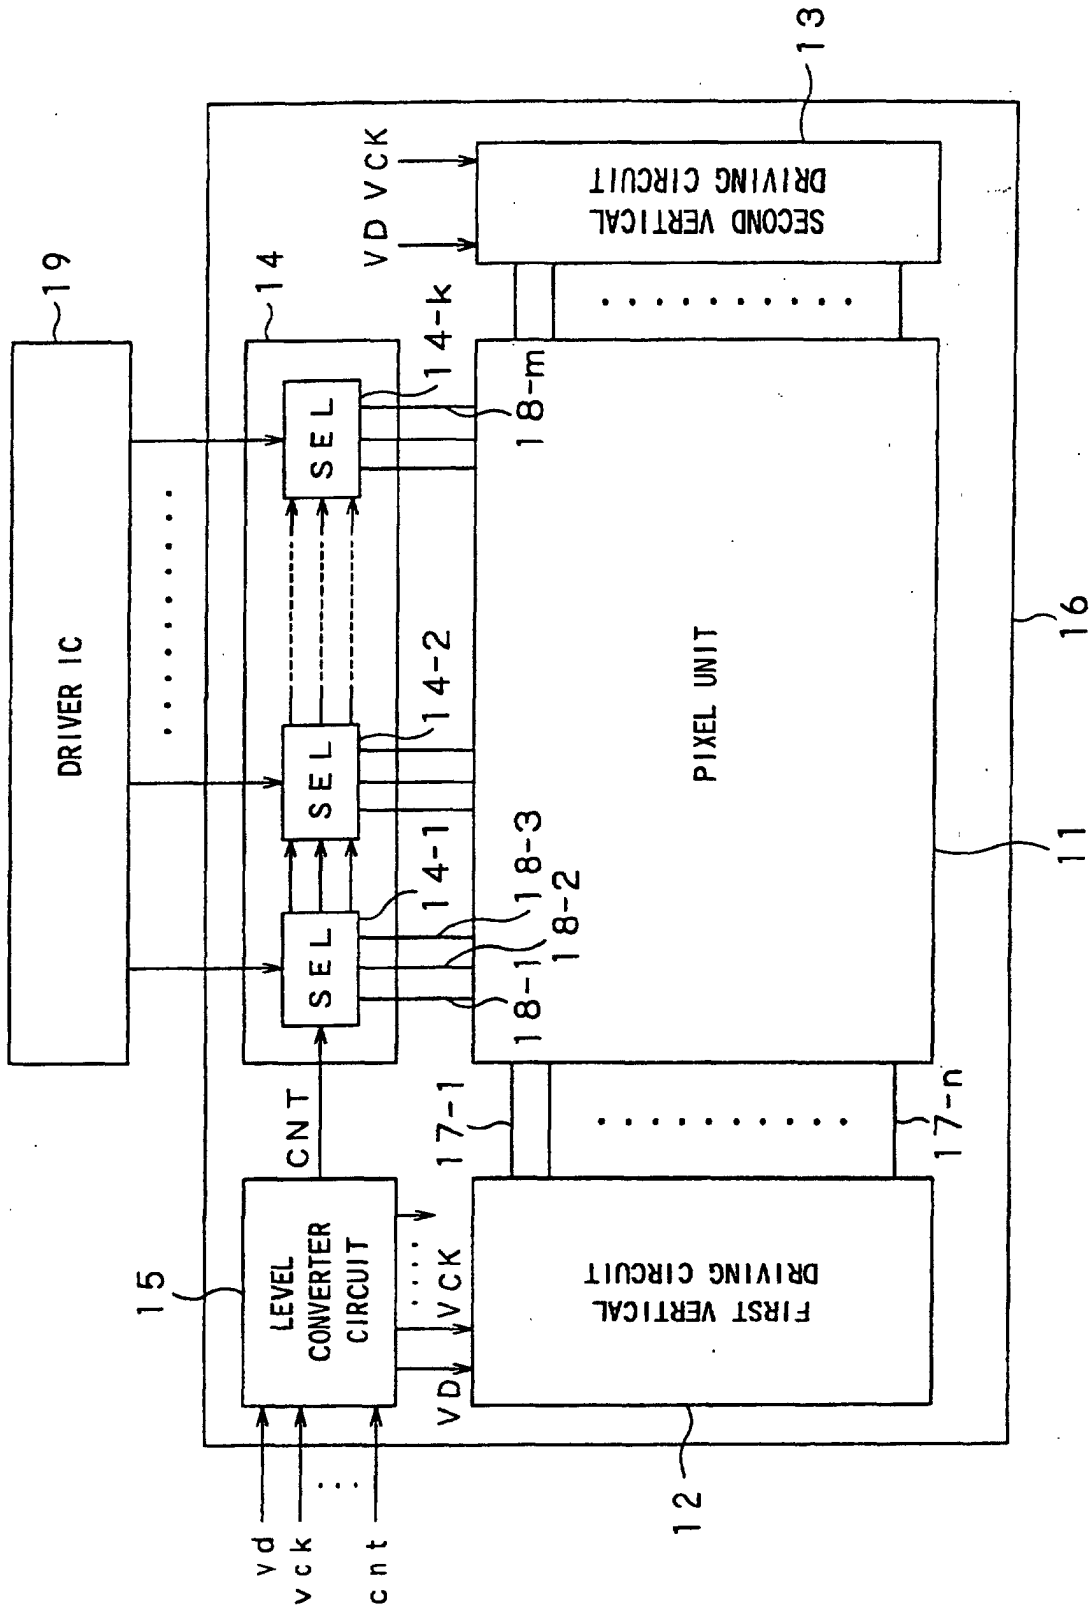 19
DRIVER IC
14
SEL
SEL
SEL
14-1
14-2
14-k
15
LEVEL
CONVERTER
CIRCUIT
CNT
vd
vck
cnt
VD
VCK
VD
VCK
18-1
18-2
18-3
18-m
17-1
17-n
FIRST VERTICAL
DRIVING CIRCUIT
12
PIXEL UNIT
11
SECOND VERTICAL
DRIVING CIRCUIT
13
16